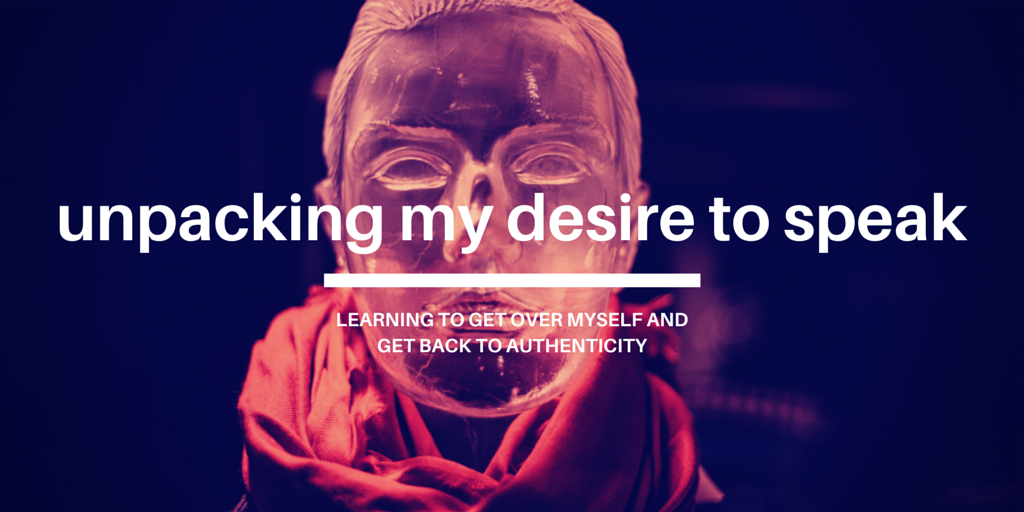 unpacking my desire to speak
LEARNING TO GET OVER MYSELF AND
GET BACK TO AUTHENTICITY